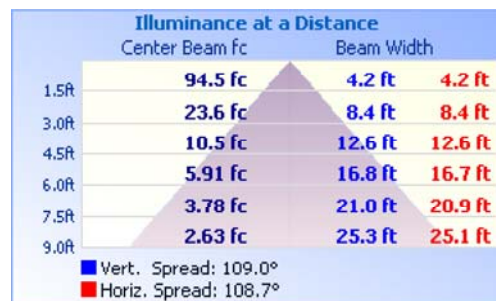 Illuminance at a Distance
Center Beam fc Beam Width
1.5ft 94.5 fc 4.2 ft 4.2 ft
3.0ft 23.6 fc 8.4 ft 8.4 ft
4.5ft 10.5 fc 12.6 ft 12.6 ft
6.0ft 5.91 fc 16.8 ft 16.7 ft
7.5ft 3.78 fc 21.0 ft 20.9 ft
9.0ft 2.63 fc 25.3 ft 25.1 ft
Vert. Spread: 109.0°
Horiz. Spread: 108.7°